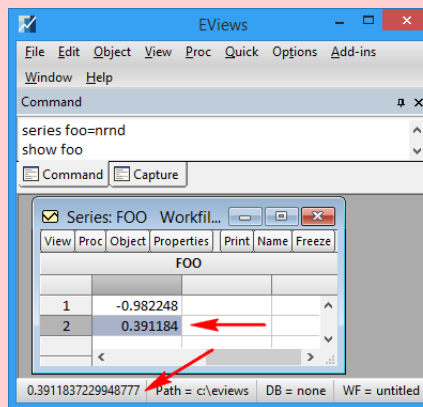 EViews
File Edit Object View Proc Quick Options Add-ins
Window Help
Command
series foo=nrnd
show foo
Command Capture
Series: FOO Workfil...
View Proc Object Properties Print Name Freeze
FOO
1 -0.982248
2 0.391184
0.3911837229948777 Path = c:\eviews DB = none WF = untitled